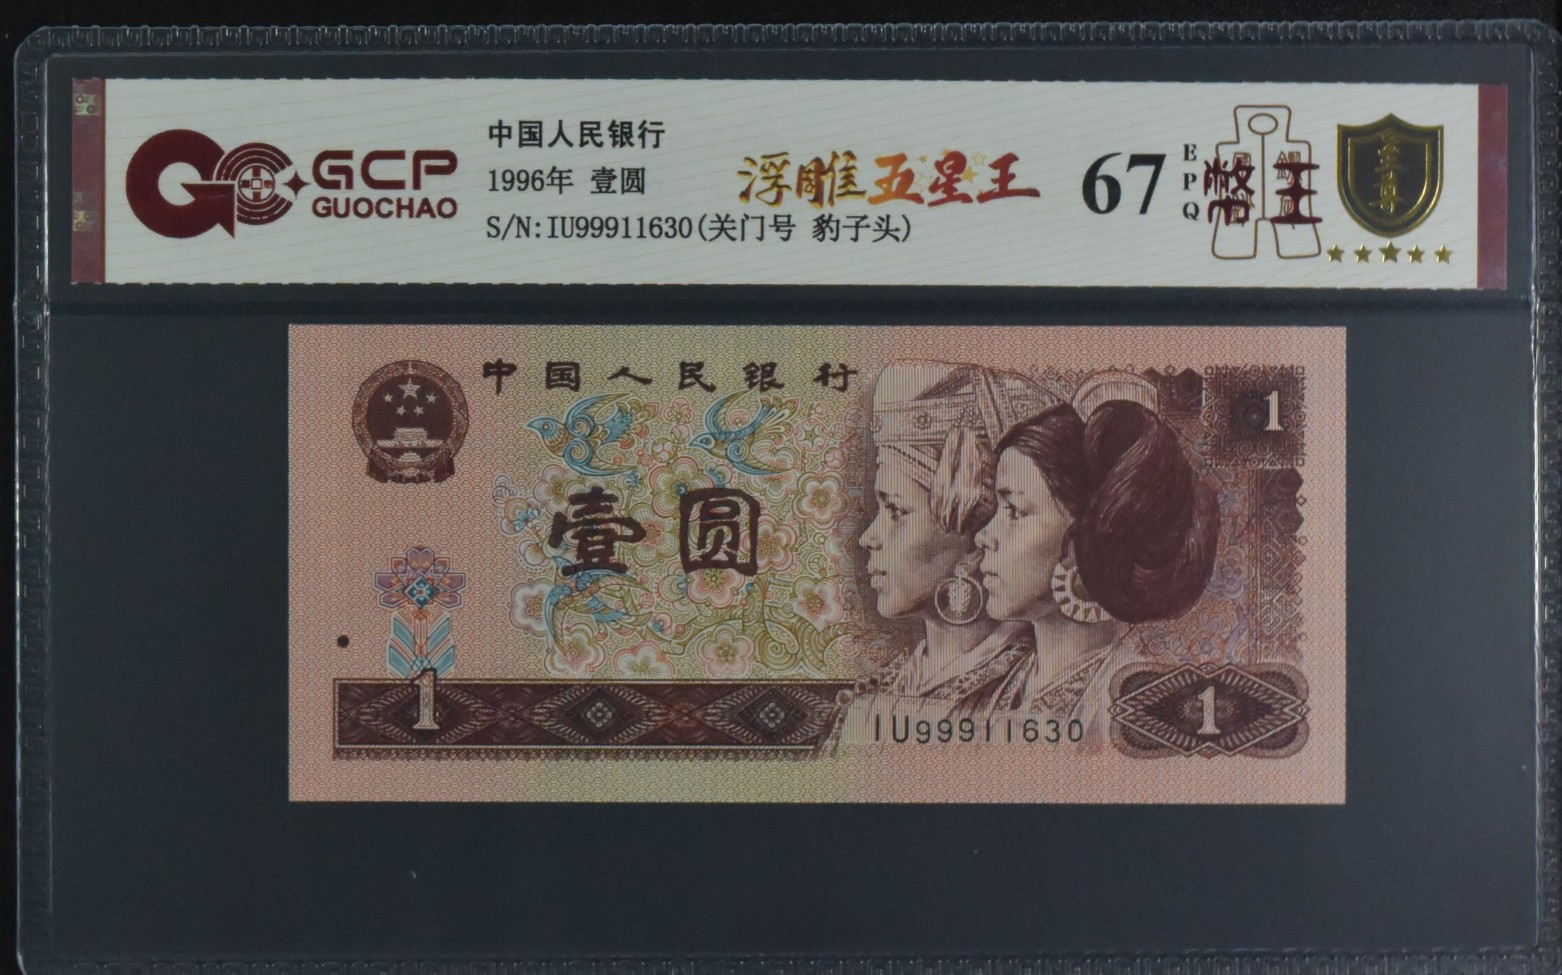 GCP
GUOCHAO
中国人民银行
1996年 壹圆
S/N:IU99911630(关门号 豹子头)
浮雕五星王
67
EPQ
至尊
中国人民银行
1
壹圆
1
IU99911630
1